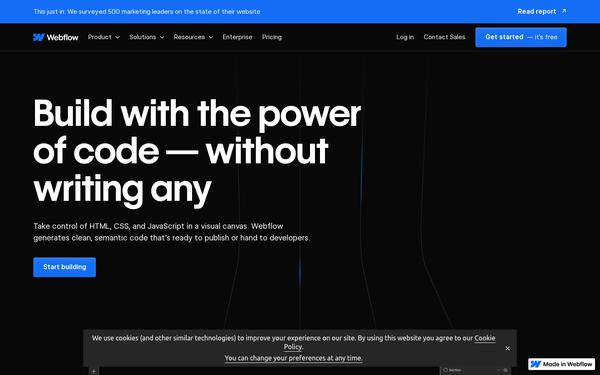 This just in: We surveyed 500 marketing leaders on the state of their website
Read report ↗
Webflow
Product
Solutions
Resources
Enterprise
Pricing
Log in
Contact Sales
Get started — it's free
Build with the power
of code — without
writing any
Take control of HTML, CSS, and JavaScript in a visual canvas. Webflow
generates clean, semantic code that's ready to publish or hand to developers.
Start building
We use cookies (and other similar technologies) to improve your experience on our site. By using this website you agree to our Cookie
Policy.
You can change your preferences at any time.
Section
Made in Webflow